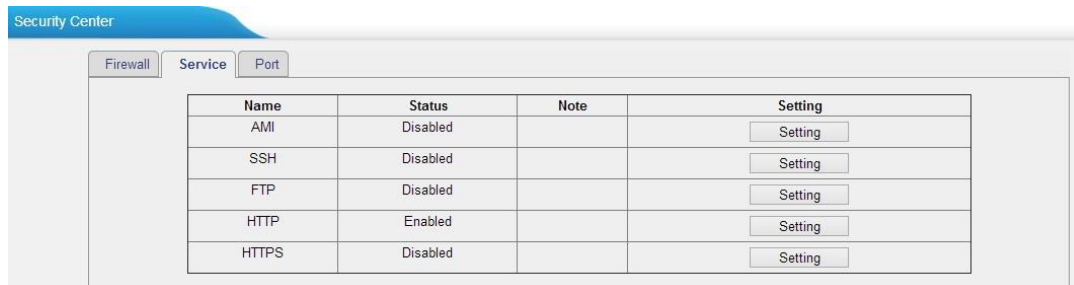 Security Center
Firewall Service Port
Name Status Note Setting
AMI Disabled Setting
SSH Disabled Setting
FTP Disabled Setting
HTTP Enabled Setting
HTTPS Disabled Setting